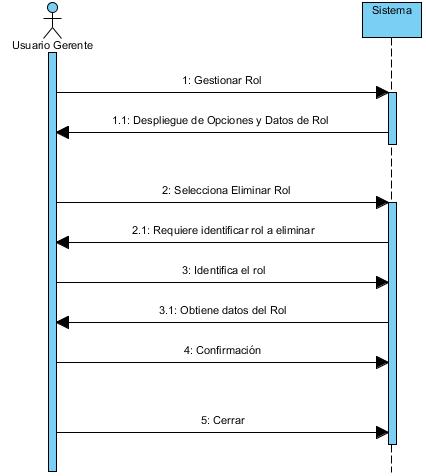 Sistema
Usuario Gerente
1: Gestionar Rol
1.1: Despliegue de Opciones y Datos de Rol
2: Selecciona Eliminar Rol
2.1: Requiere identificar rol a eliminar
3: Identifica el rol
3.1: Obtiene datos del Rol
4: Confirmación
5: Cerrar